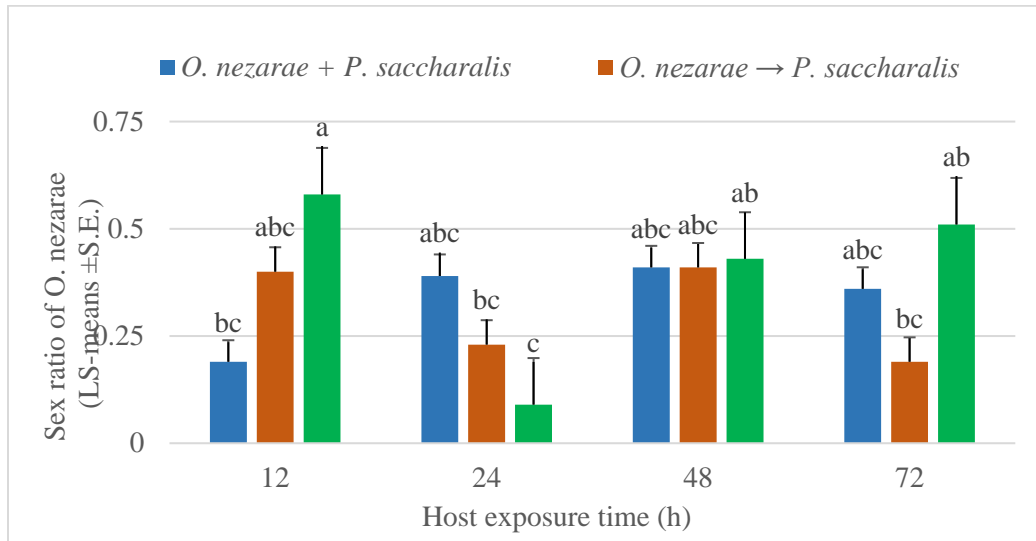 O. nezarae + P. saccharalis O. nezarae → P. saccharalis
0.75
0.5
0.25
0
Sex ratio of O. nezarae
(LS-means ±S.E.)
bc abc a
abc bc c
abc abc ab
abc bc ab
12 24 48 72
Host exposure time (h)